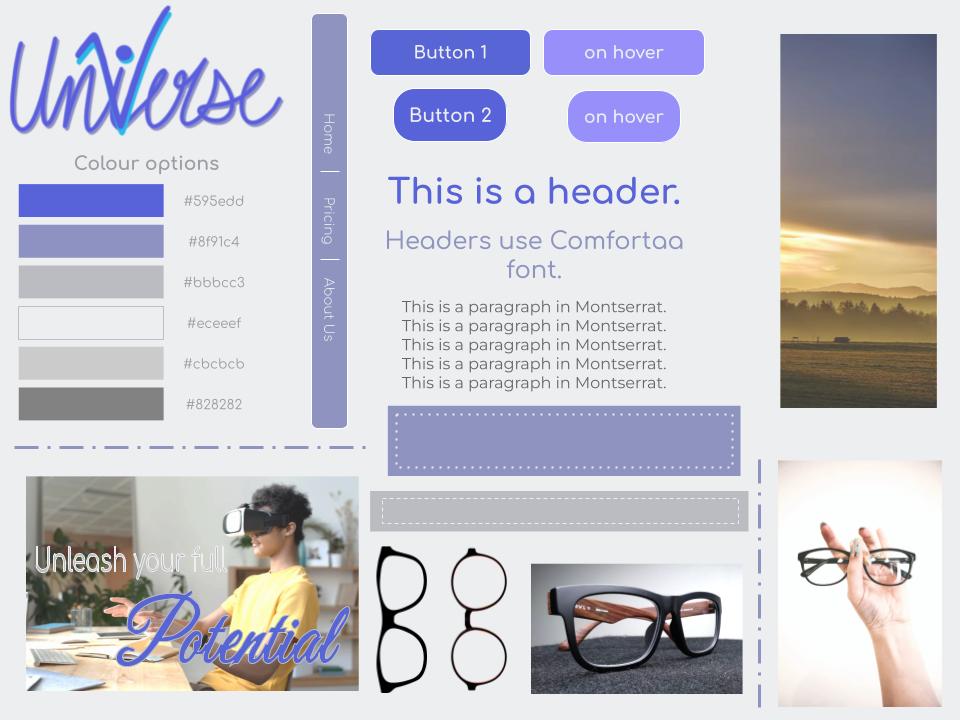 Universe
Colour options
#595edd
#8f91c4
#bbbcc3
#eceeef
#cbcbcb
#828282
Home
Pricing
About Us
Button 1
on hover
Button 2
on hover
This is a header.
Headers use Comfortaa
font.
This is a paragraph in Montserrat.
This is a paragraph in Montserrat.
This is a paragraph in Montserrat.
This is a paragraph in Montserrat.
This is a paragraph in Montserrat.
Unleash your full
Potential